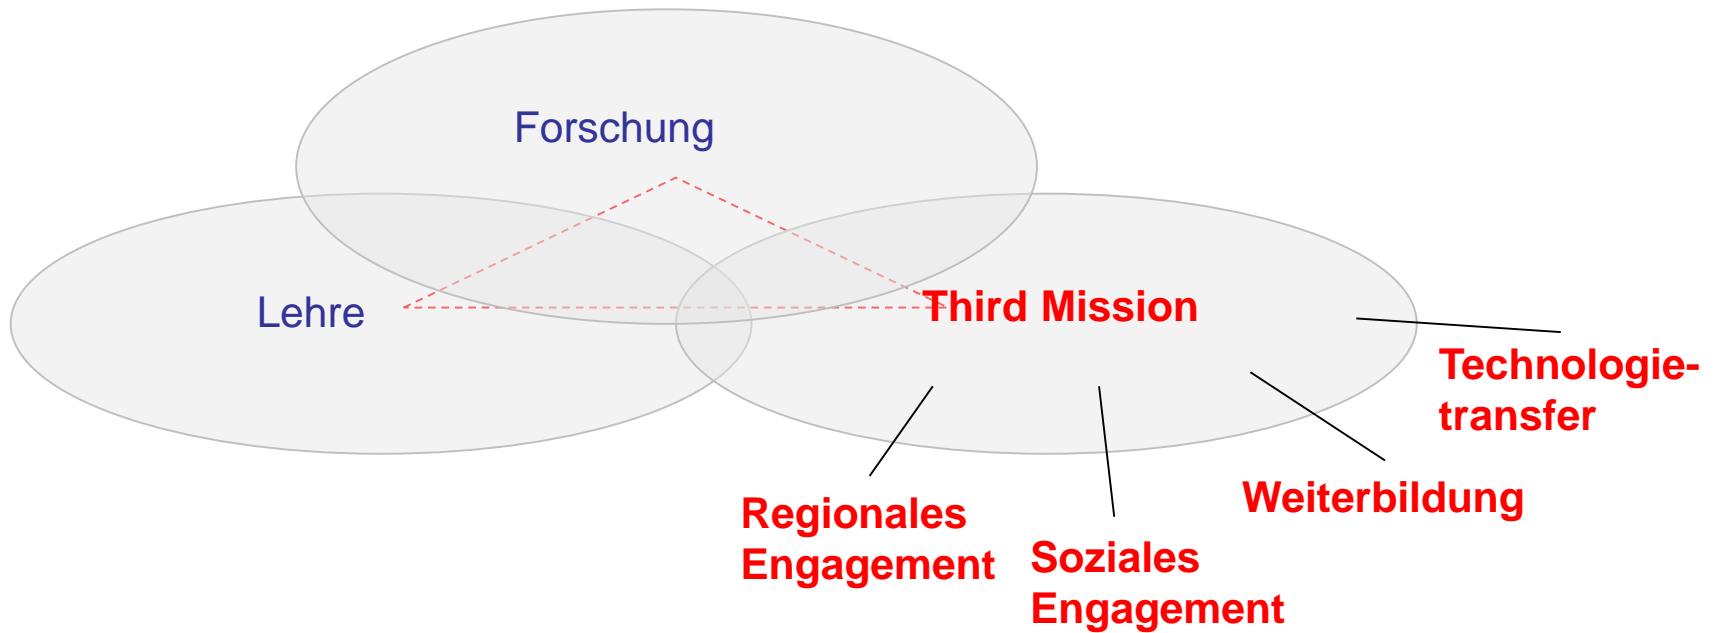 Forschung
Lehre
Third Mission
Technologie-
transfer
Weiterbildung
Regionales
Engagement
Soziales
Engagement